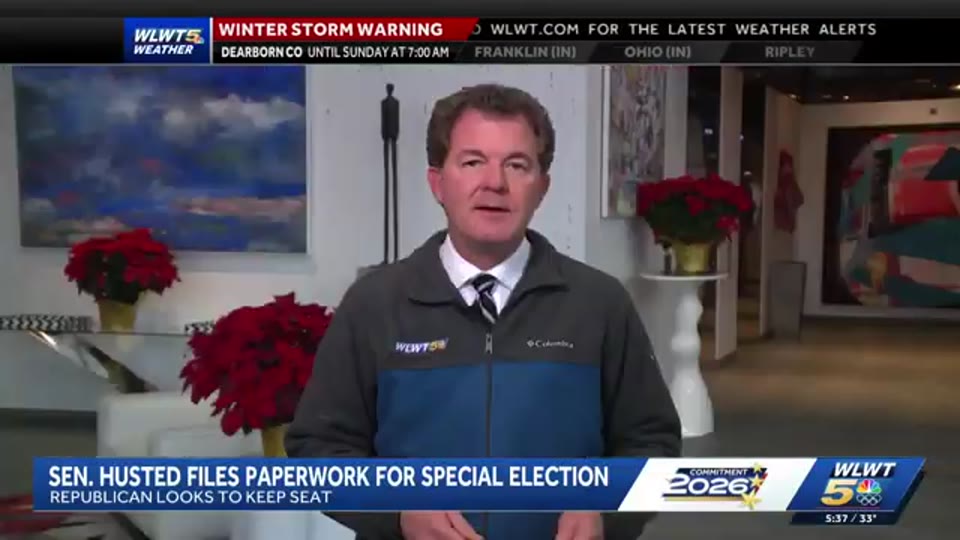 WLWT5
WEATHER
WINTER STORM WARNING
DEARBORN CO UNTIL SUNDAY AT 7:00 AM
WLWT.COM FOR THE LATEST WEATHER ALERTS
FRANKLIN (IN) OHIO (IN) RIPLEY
WLWT5
Columbia
SEN. HUSTED FILES PAPERWORK FOR SPECIAL ELECTION
REPUBLICAN LOOKS TO KEEP SEAT
COMMITMENT
2026
WLWT
5
5:37 / 33°